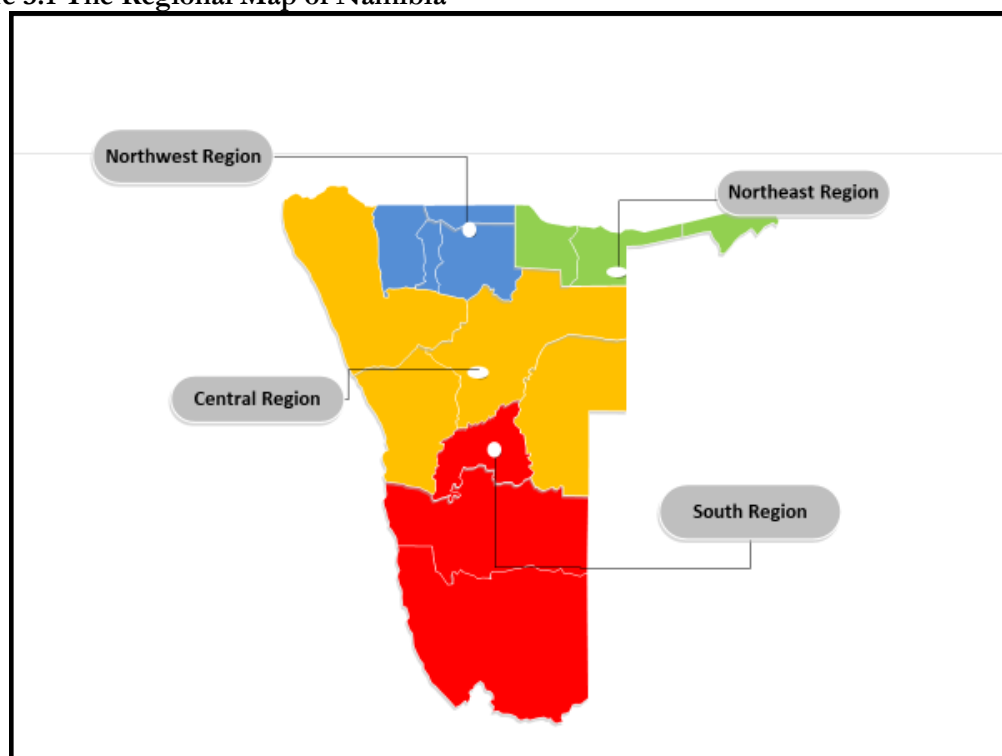 3.1 The Regional Map of Namibia
Northwest Region
Northeast Region
Central Region
South Region